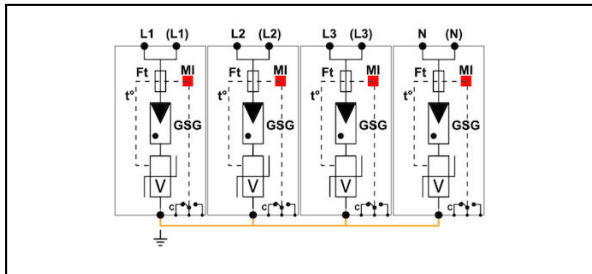 L1 (L1) L2 (L2) L3 (L3) N (N)
Ft MI Ft MI Ft MI Ft MI
t° t° t° t°
GSG GSG GSG GSG
V V V V
C C C C